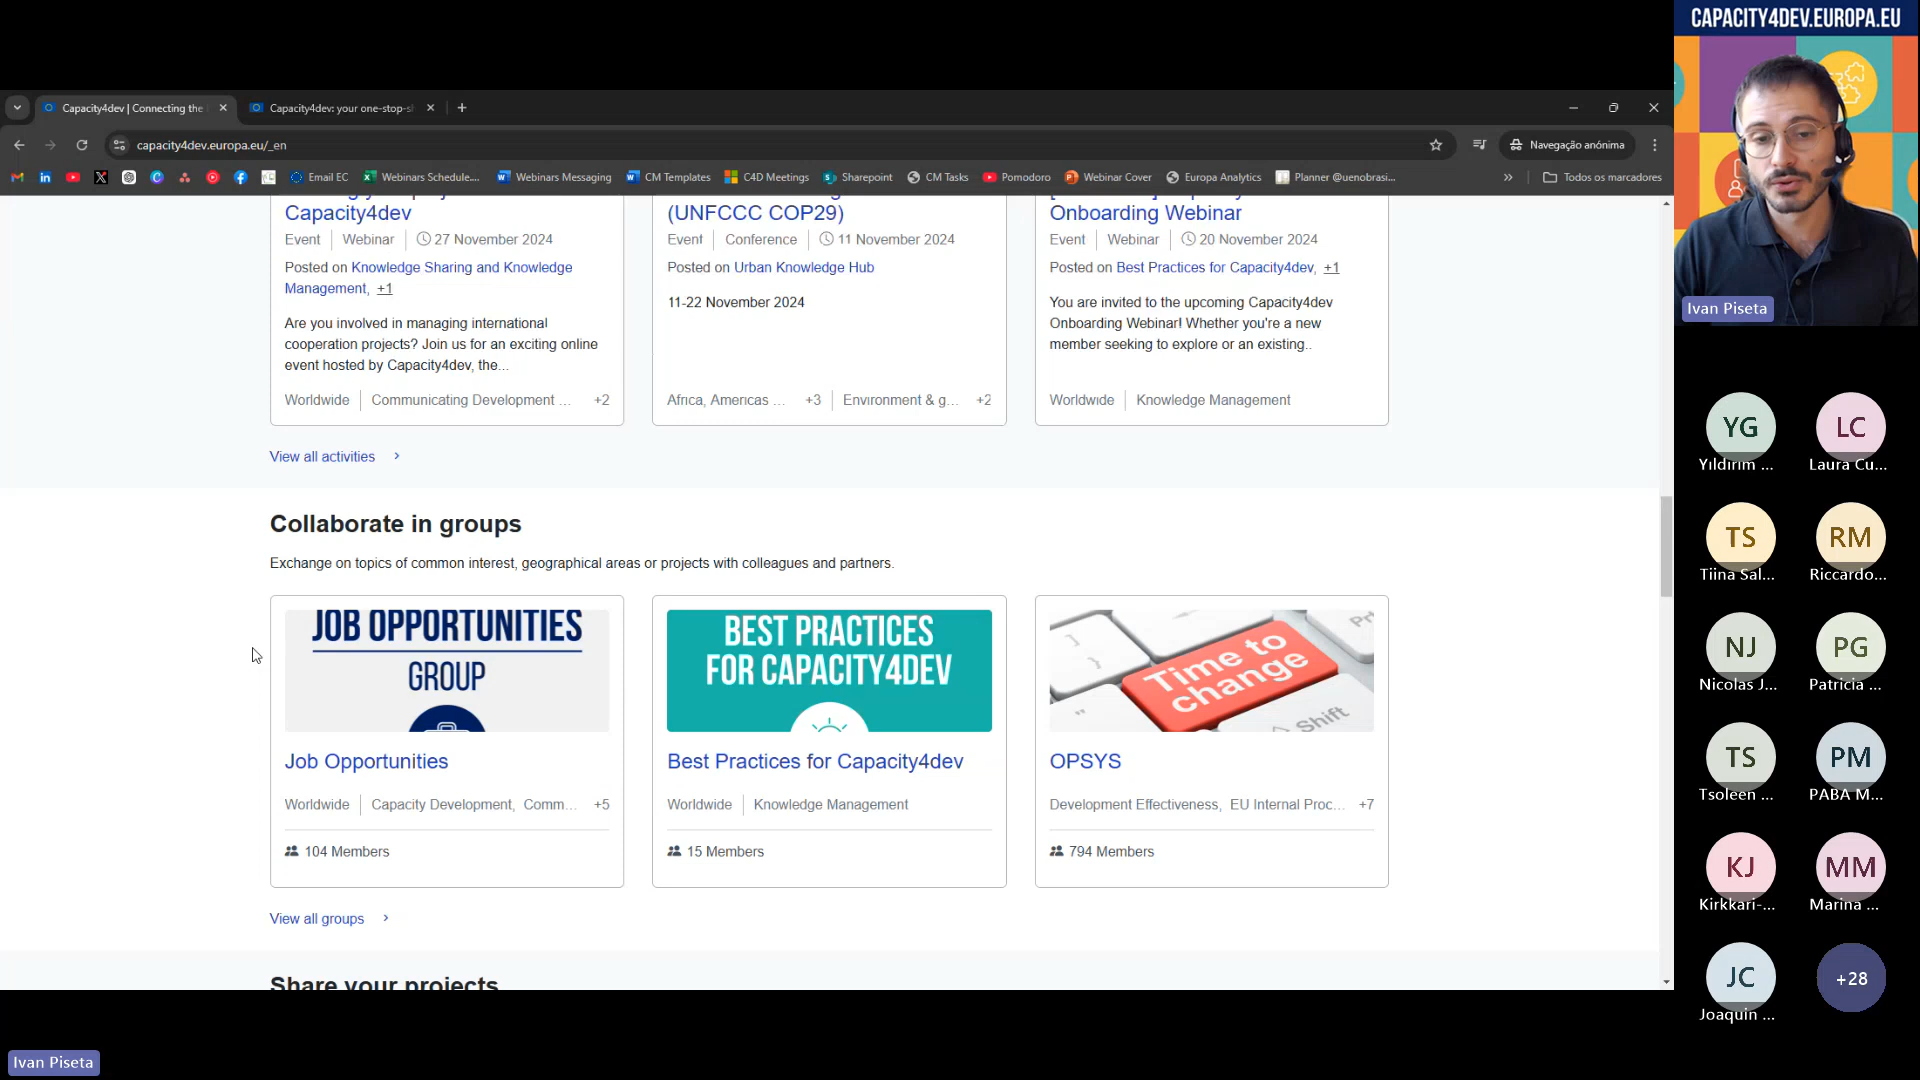 CAPACITY4DEV.EUROPA.EU
Capacity4dev | Connecting the
Capacity4dev: your one-stop-s
capacity4dev.europa.eu/_en
Navegação anónima
Email EC
Webinars Schedule....
Webinars Messaging
CM Templates
C4D Meetings
Sharepoint
CM Tasks
Pomodoro
Webinar Cover
Europa Analytics
Planner @uenobrasi...
Todos os marcadores
Capacity4dev
Event | Webinar | 27 November 2024
Posted on Knowledge Sharing and Knowledge
Management, +1
Are you involved in managing international
cooperation projects? Join us for an exciting online
event hosted by Capacity4dev, the...
Worldwide | Communicating Development ... +2
(UNFCCC COP29)
Event | Conference | 11 November 2024
Posted on Urban Knowledge Hub
11-22 November 2024
Africa, Americas ... +3 | Environment & g... +2
Onboarding Webinar
Event | Webinar | 20 November 2024
Posted on Best Practices for Capacity4dev, +1
You are invited to the upcoming Capacity4dev
Onboarding Webinar! Whether you're a new
member seeking to explore or an existing..
Worldwide | Knowledge Management
View all activities
Collaborate in groups
Exchange on topics of common interest, geographical areas or projects with colleagues and partners.
JOB OPPORTUNITIES
GROUP
Job Opportunities
Worldwide | Capacity Development, Comm... +5
104 Members
BEST PRACTICES
FOR CAPACITY4DEV
Best Practices for Capacity4dev
Worldwide | Knowledge Management
15 Members
Time to
change
Shift
OPSYS
Development Effectiveness, EU Internal Proc... +7
794 Members
View all groups
Share your projects
Ivan Piseta
YG
Yıldırım ...
LC
Laura Cu...
TS
Tiina Sal...
RM
Riccardo...
NJ
Nicolas J...
PG
Patricia ...
TS
Tsoleen ...
PM
PABA M...
KJ
Kirkkari-...
MM
Marina ...
JC
Joaquin ...
+28
Ivan Piseta